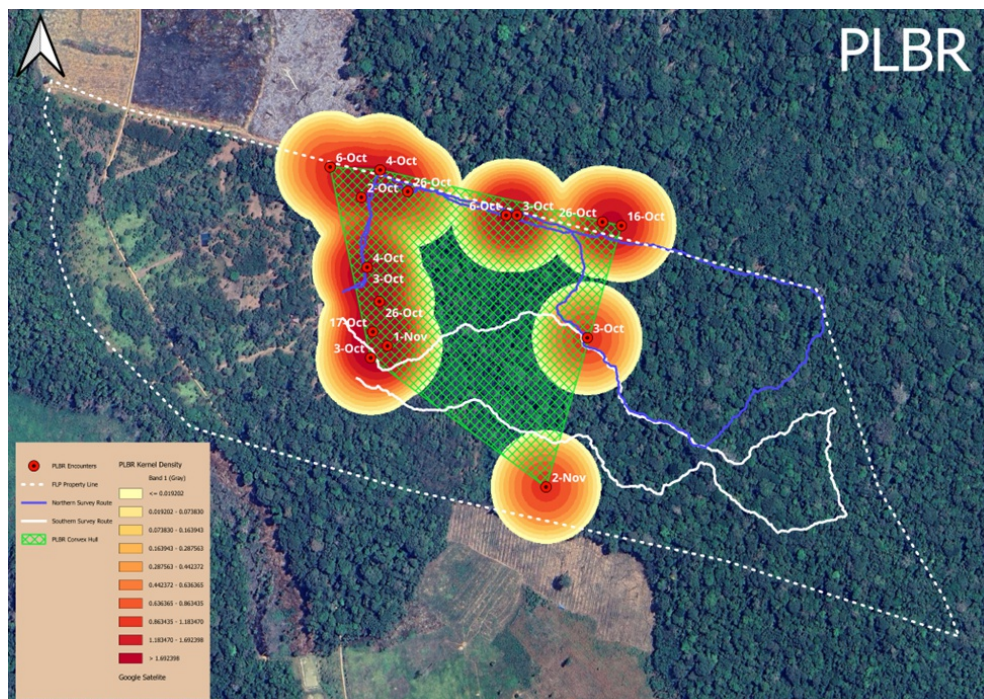 PLBR
6-Oct
4-Oct
2-Oct
26-Oct
6-Oct
3-Oct
26-Oct
16-Oct
4-Oct
3-Oct
26-Oct
17-Oct
1-Nov
3-Oct
3-Oct
2-Nov
PLBR Encounters
FLP Property Line
Northern Survey Route
Southern Survey Route
PLBR Convex Hull
PLBR Kernel Density
Band 1 (Gray)
<= 0.019202
0.019202 - 0.073830
0.073830 - 0.163943
0.163943 - 0.287563
0.287563 - 0.442372
0.442372 - 0.636365
0.636365 - 0.863435
0.863435 - 1.183470
1.183470 - 1.692398
> 1.692398
Google Satelite